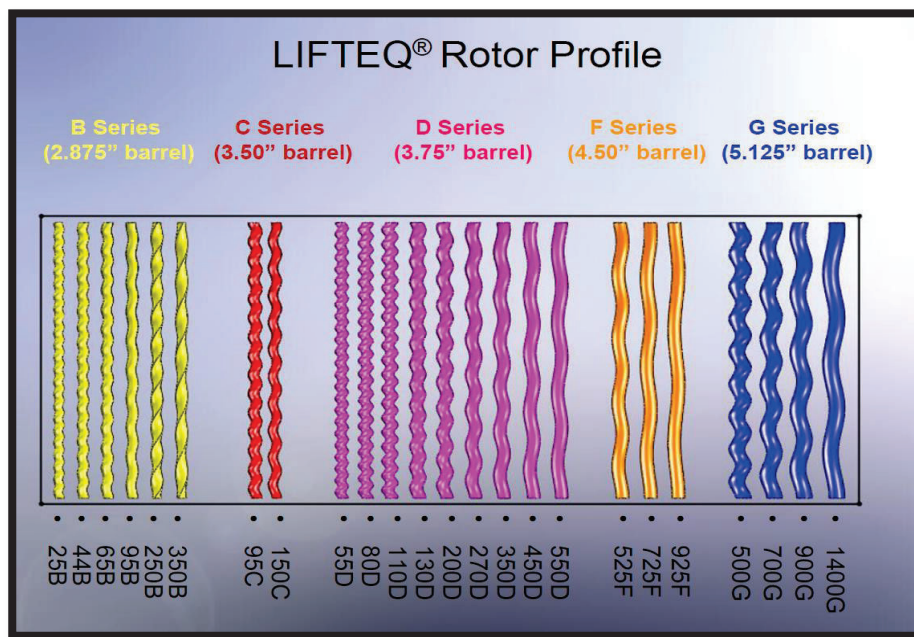 LIFTEQ® Rotor Profile
B Series
(2.875” barrel)
C Series
(3.50” barrel)
D Series
(3.75” barrel)
F Series
(4.50” barrel)
G Series
(5.125” barrel)
• 25B
• 44B
• 65B
• 95B
• 250B
• 350B
• 95C
• 150C
• 55D
• 80D
• 110D
• 130D
• 200D
• 270D
• 350D
• 450D
• 550D
• 525F
• 725F
• 925F
• 500G
• 700G
• 900G
• 1400G